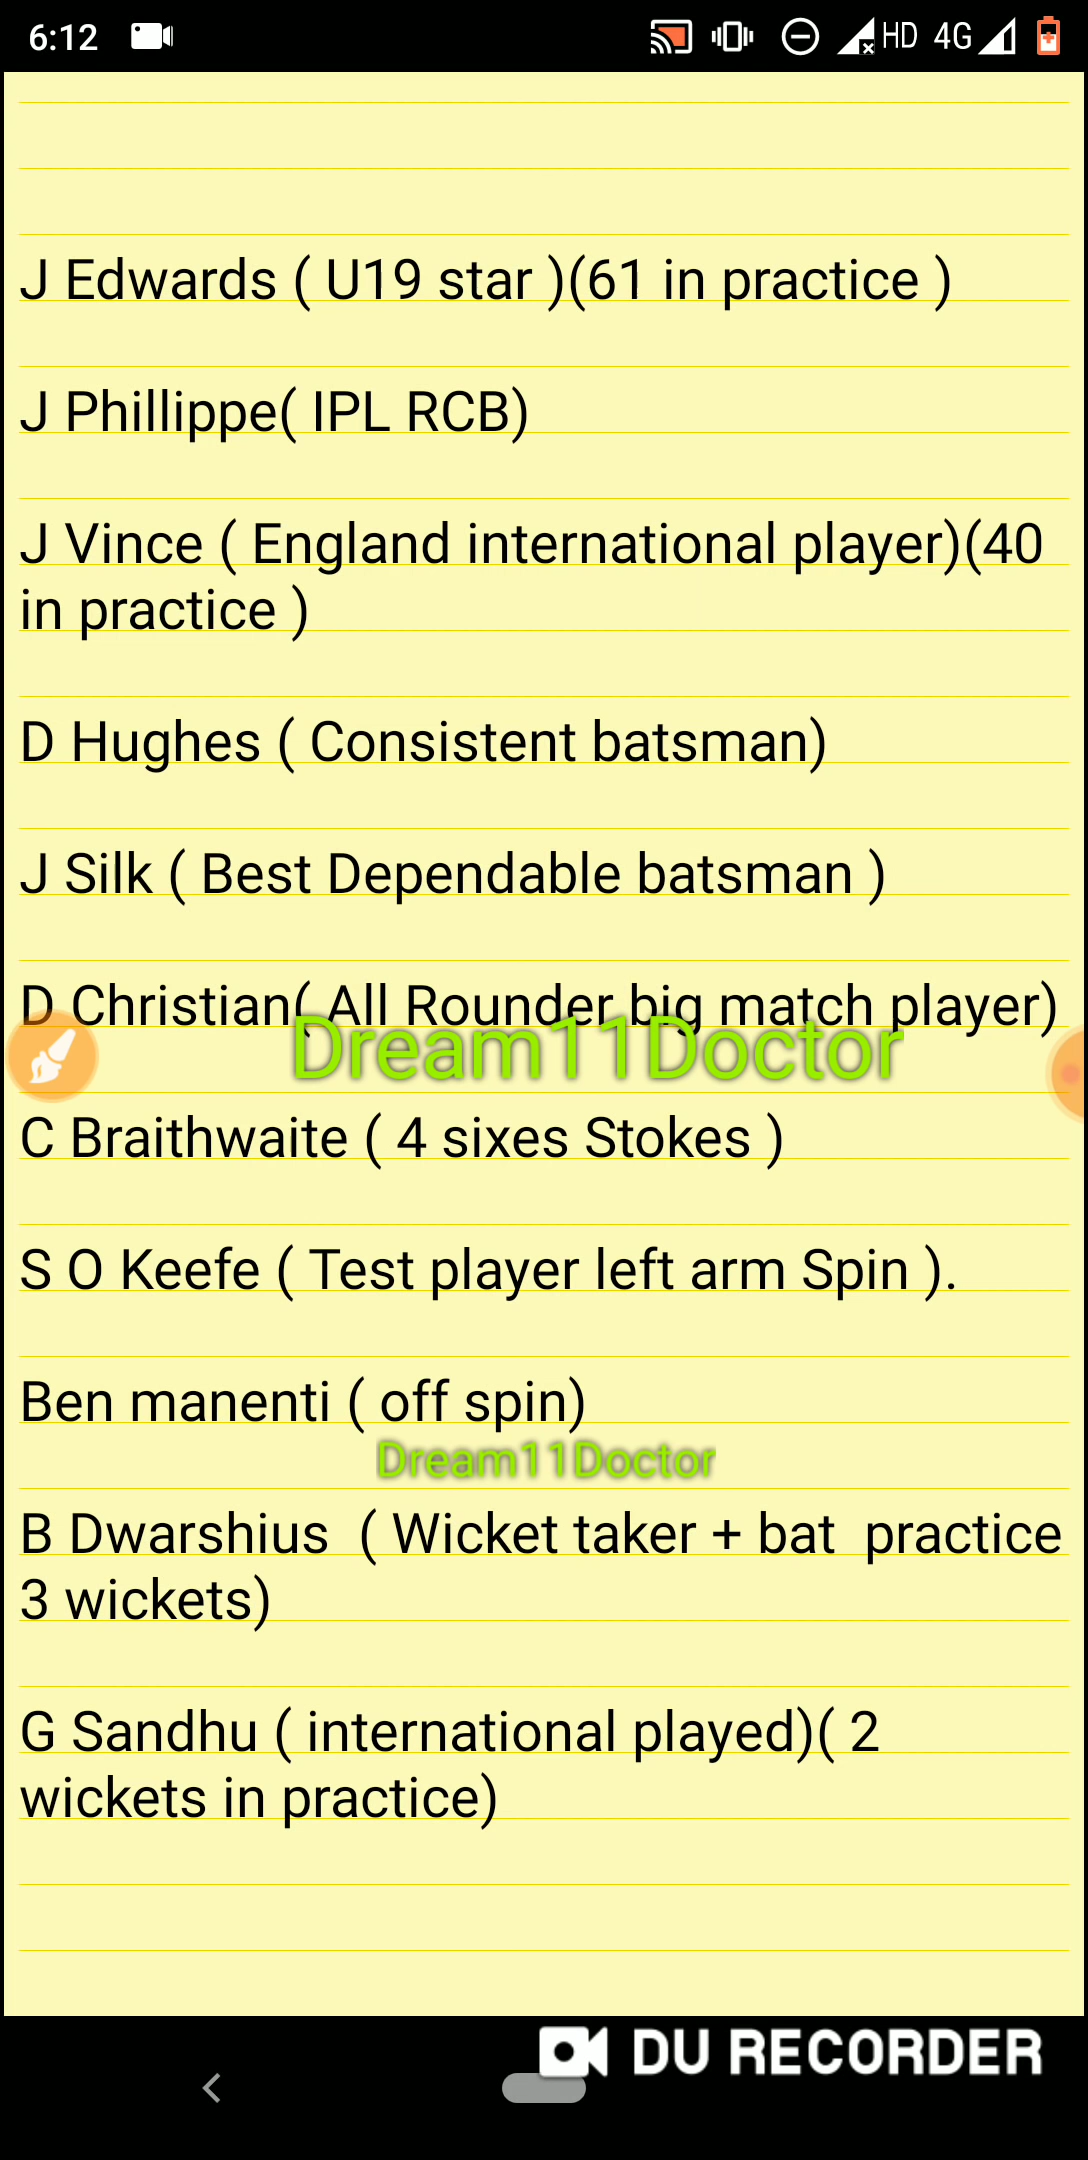 6:12 HD 4G
J Edwards ( U19 star )(61 in practice )
J Phillippe( IPL RCB)
J Vince ( England international player)(40
in practice )
D Hughes ( Consistent batsman)
J Silk ( Best Dependable batsman )
D Christian( All Rounder big match player)
Dream11Doctor
C Braithwaite ( 4 sixes Stokes )
S O Keefe ( Test player left arm Spin ).
Ben manenti ( off spin)
Dream11Doctor
B Dwarshius  ( Wicket taker + bat  practice
3 wickets)
G Sandhu ( international played)( 2
wickets in practice)
DU RECORDER